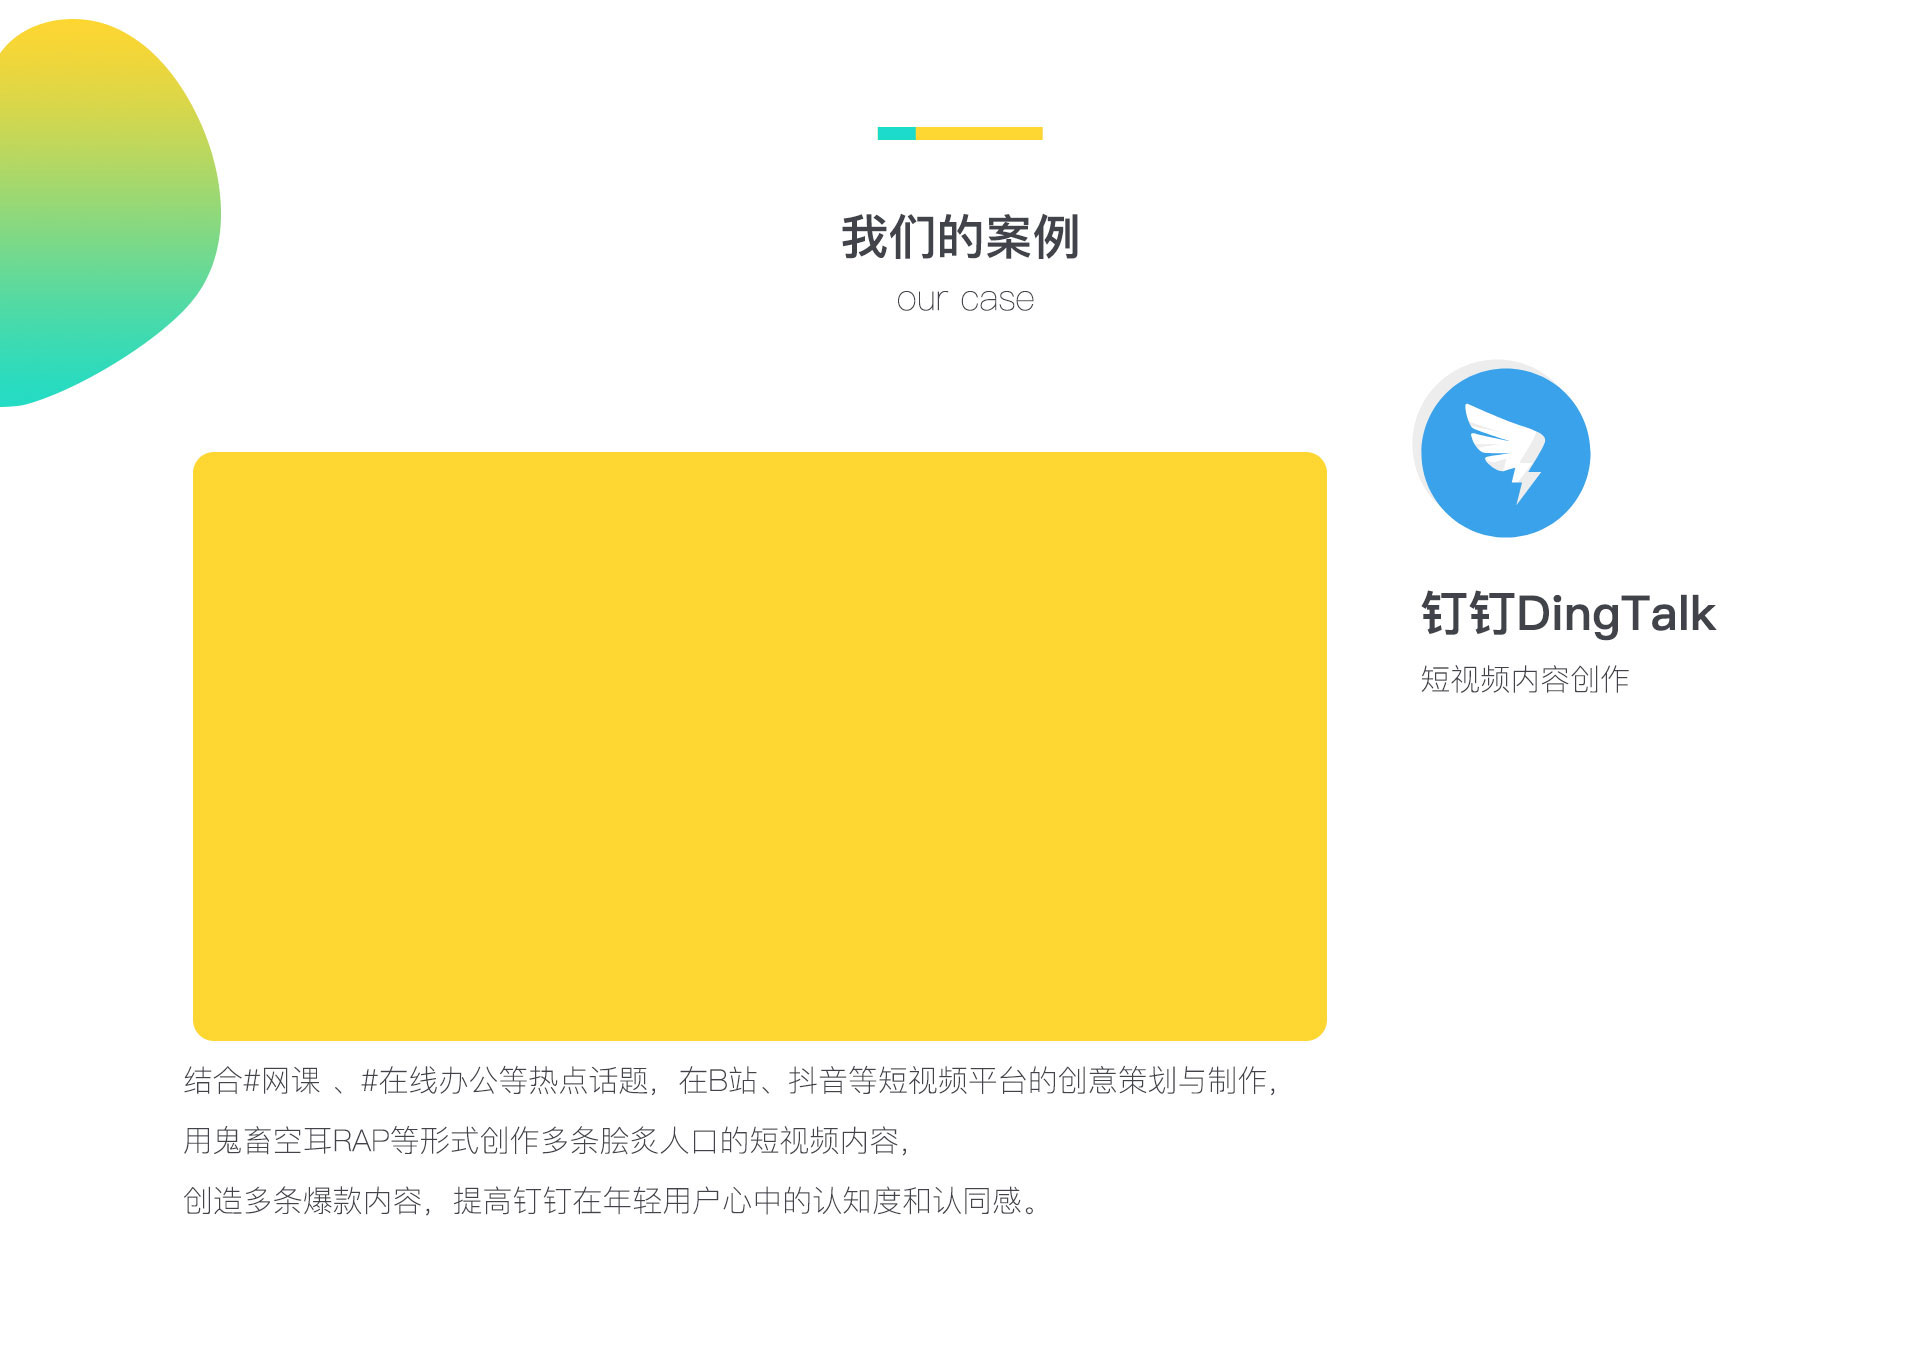 我们的案例
our case
钉钉DingTalk
短视频内容创作
结合#网课 、#在线办公等热点话题，在B站、抖音等短视频平台的创意策划与制作，
用鬼畜空耳RAP等形式创作多条脍炙人口的短视频内容，
创造多条爆款内容，提高钉钉在年轻用户心中的认知度和认同感。